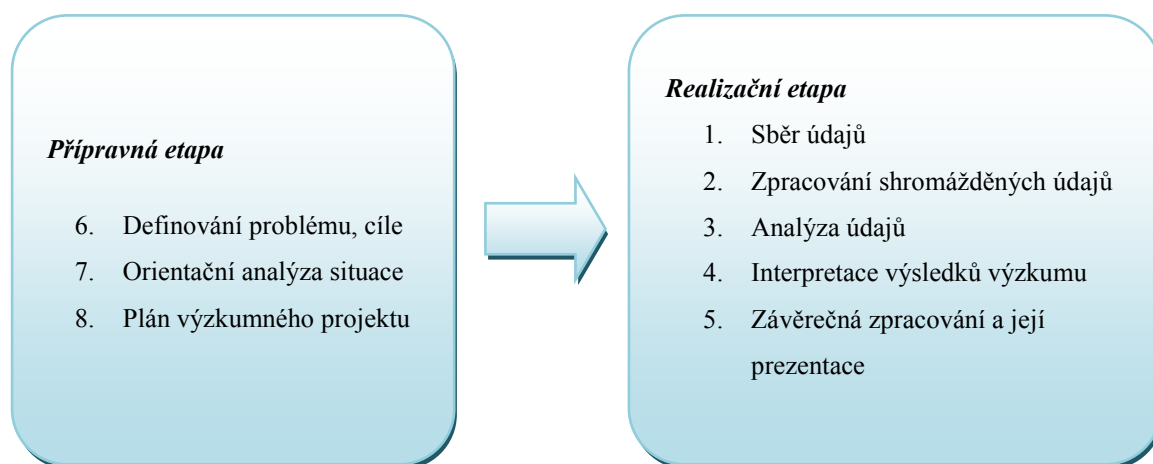 Přípravná etapa
6. Definování problému, cíle
7. Orientační analýza situace
8. Plán výzkumného projektu
Realizační etapa
1. Sběr údajů
2. Zpracování shromážděných údajů
3. Analýza údajů
4. Interpretace výsledků výzkumu
5. Závěrečná zpracování a její
prezentace